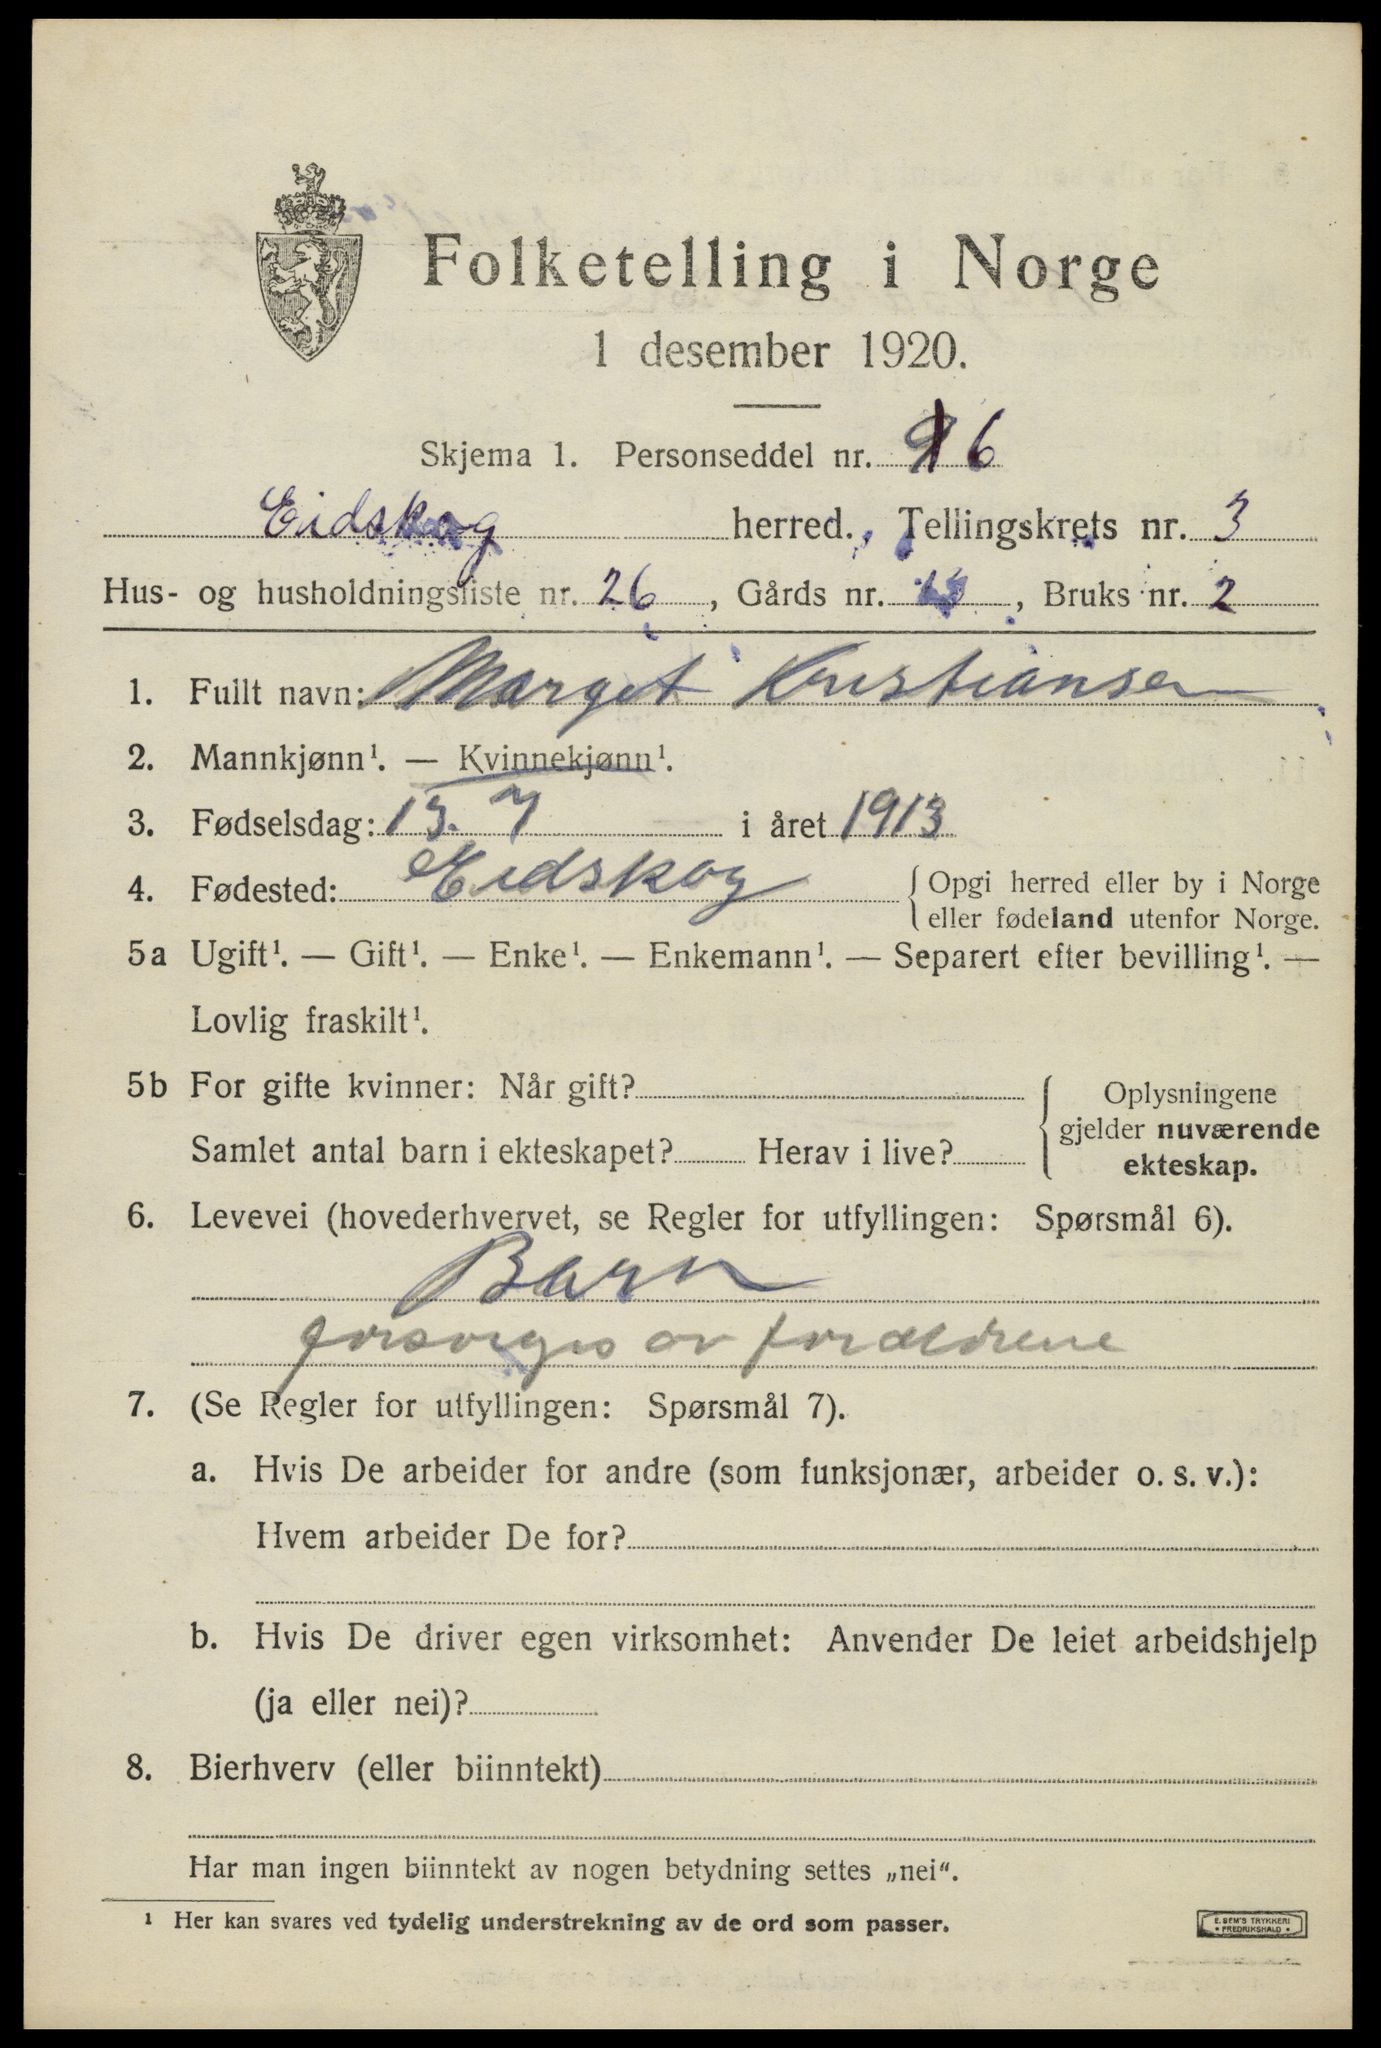 Folketelling i Norge
1 desember 1920.
Skjema 1. Personseddel nr. 6
Eidskog herred. Tellingskrets nr. 3
Hus- og husholdningsliste nr. 26, Gårds nr. 13, Bruks nr. 2
1. Fullt navn: Marget Kristiansen
2. Mannkjønn¹. — Kvinnekjønn¹.
3. Fødselsdag: 13. 7 i året 1913
4. Fødested: Eidskog {Opgi herred eller by i Norge
eller fødeland utenfor Norge.
5a Ugift¹. — Gift¹. — Enke¹. — Enkemann¹. — Separert efter bevilling¹. —
Lovlig fraskilt¹.
5b For gifte kvinner: Når gift?
Samlet antal barn i ekteskapet? Herav i live?
{Oplysningene
gjelder nuværende
ekteskap.
6. Levevei (hovederhvervet, se Regler for utfyllingen: Spørsmål 6).
Barn
forsørges av forældrene
7. (Se Regler for utfyllingen: Spørsmål 7).
a. Hvis De arbeider for andre (som funksjonær, arbeider o. s. v.):
Hvem arbeider De for?
b. Hvis De driver egen virksomhet: Anvender De leiet arbeidshjelp
(ja eller nei)?
8. Bierhverv (eller biinntekt)
Har man ingen biinntekt av nogen betydning settes „nei“.
¹ Her kan svares ved tydelig understrekning av de ord som passer.
E. SEM'S TRYKKERI
• FREDRIKSHALD •